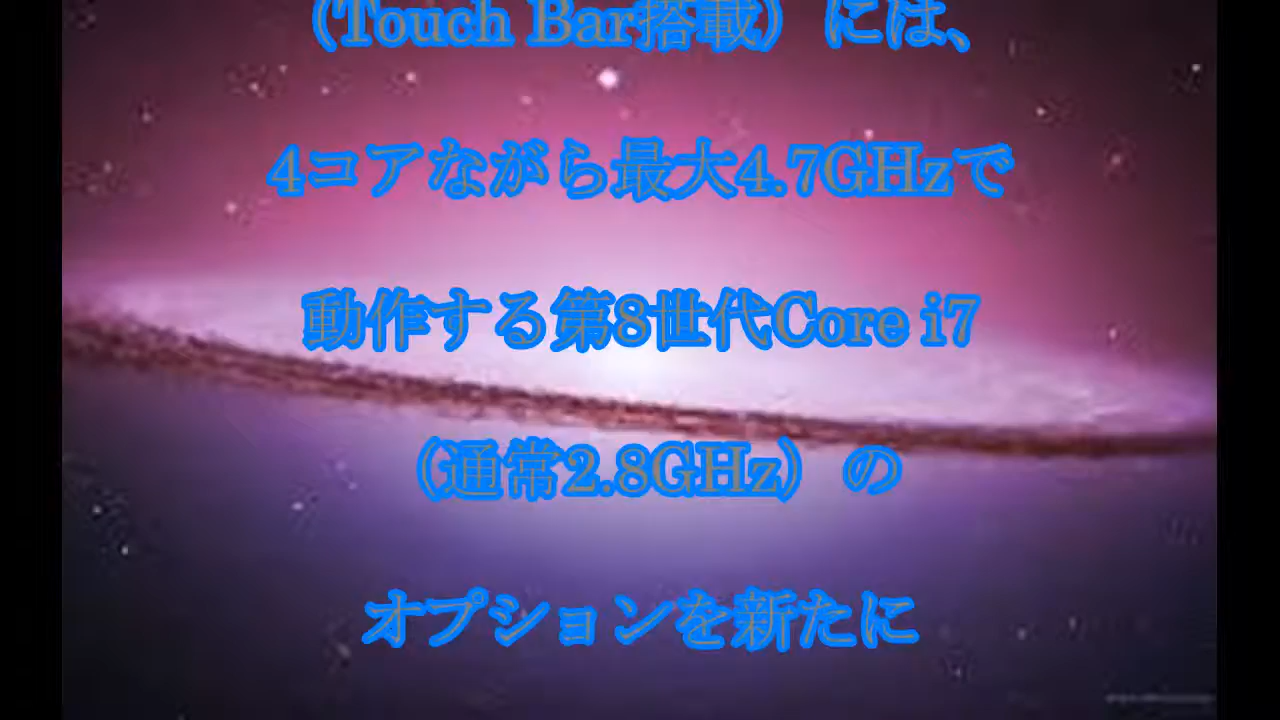 （Touch Bar搭載）には、
4コアながら最大4.7GHzで
動作する第8世代Core i7
（通常2.8GHz）の
オプションを新たに